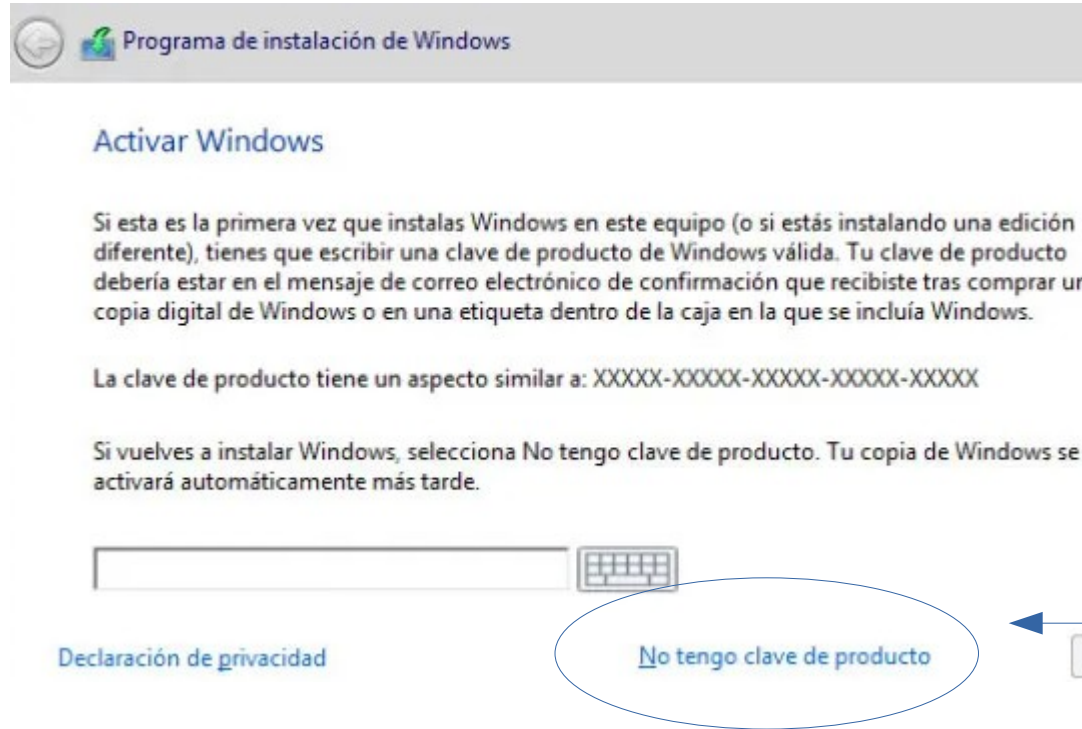 Programa de instalación de Windows
Activar Windows
Si esta es la primera vez que instalas Windows en este equipo (o si estás instalando una edición
diferente), tienes que escribir una clave de producto de Windows válida. Tu clave de producto
debería estar en el mensaje de correo electrónico de confirmación que recibiste tras comprar
copia digital de Windows o en una etiqueta dentro de la caja en la que se incluía Windows.
La clave de producto tiene un aspecto similar a: XXXXX-XXXXX-XXXXX-XXXXX-XXXXX
Si vuelves a instalar Windows, selecciona No tengo clave de producto. Tu copia de Windows se
activará automáticamente más tarde.
Declaración de privacidad
No tengo clave de producto